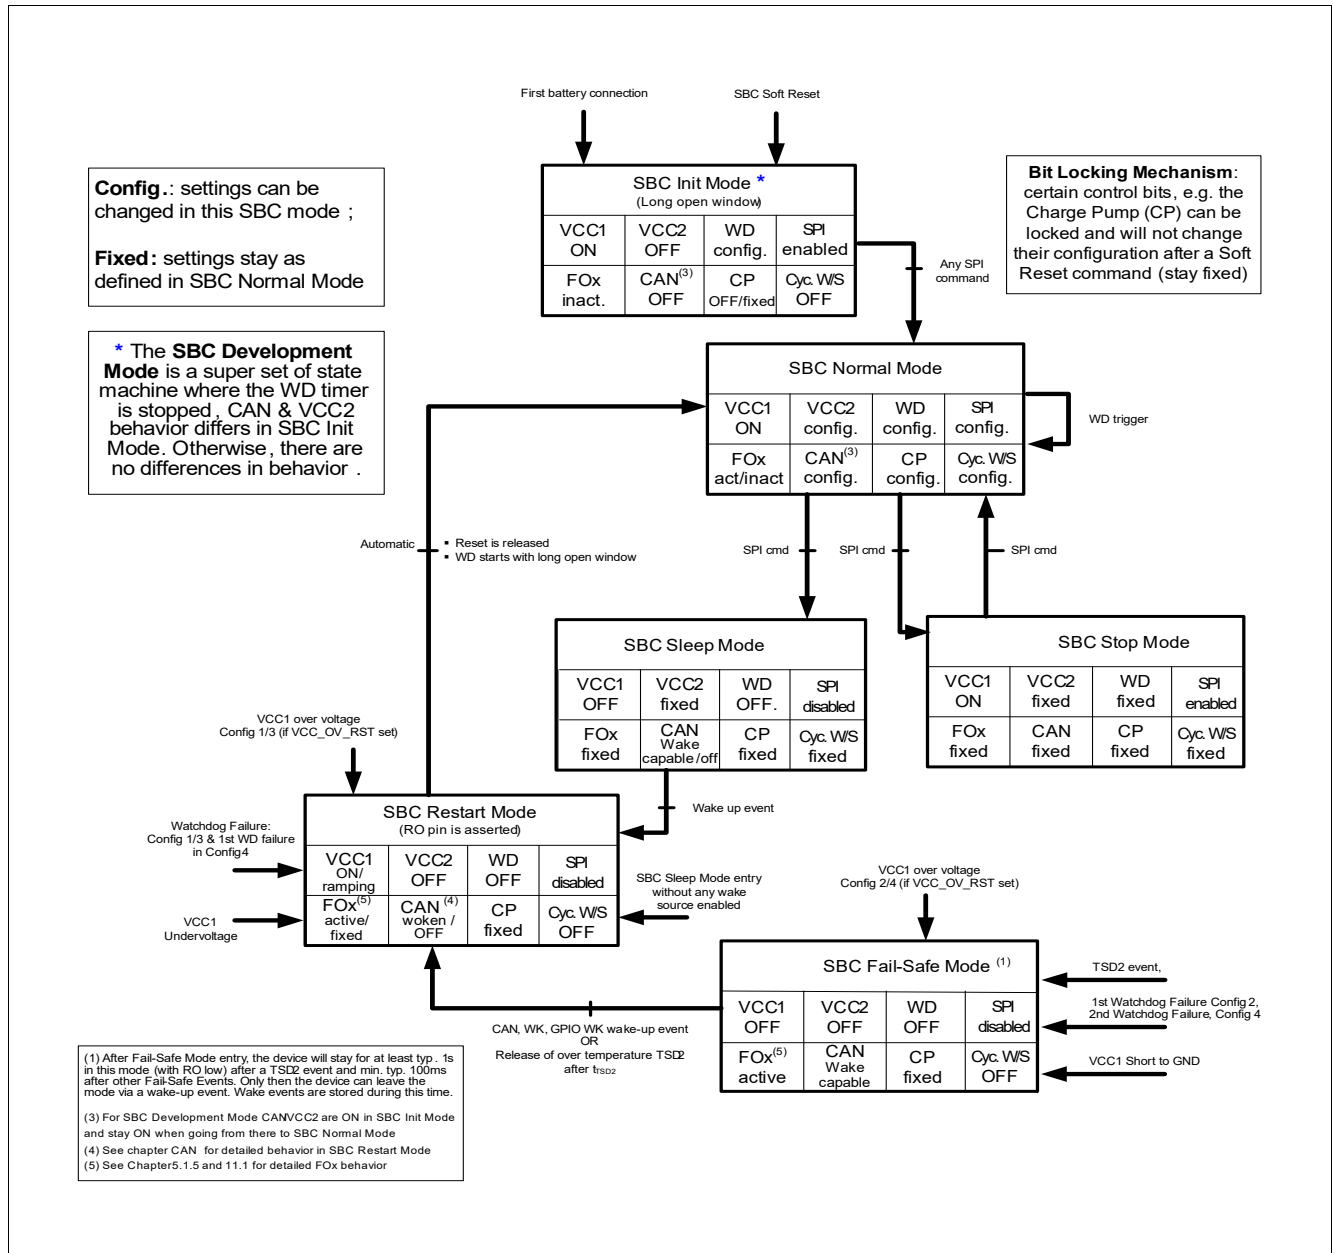 First battery connection
SBC Soft Reset
Config.: settings can be
changed in this SBC mode ;
Fixed: settings stay as
defined in SBC Normal Mode
* The SBC Development
Mode is a super set of state
machine where the WD timer
is stopped, CAN & VCC2
behavior differs in SBC Init
Mode. Otherwise, there are
no differences in behavior .
SBC Init Mode *
(Long open window)
VCC1
ON
VCC2
OFF
WD
config.
SPI
enabled
FOx
inact.
CAN(3)
OFF
CP
OFF/fixed
Cyc. W/S
OFF
Any SPI
command
Bit Locking Mechanism:
certain control bits, e.g. the
Charge Pump (CP) can be
locked and will not change
their configuration after a Soft
Reset command (stay fixed)
SBC Normal Mode
VCC1
ON
VCC2
config.
WD
config.
SPI
config.
FOx
act/inact
CAN(3)
config.
CP
config.
Cyc. W/S
config.
WD trigger
Automatic
▪ Reset is released
▪ WD starts with long open window
SPI cmd
SPI cmd
SPI cmd
SBC Sleep Mode
VCC1
OFF
VCC2
fixed
WD
OFF.
SPI
disabled
FOx
fixed
CAN
Wake
capable/off
CP
fixed
Cyc. W/S
fixed
SBC Stop Mode
VCC1
ON
VCC2
fixed
WD
fixed
SPI
enabled
FOx
fixed
CAN
fixed
CP
fixed
Cyc. W/S
fixed
VCC1 over voltage
Config 1/3 (if VCC_OV_RST set)
Wake up event
Watchdog Failure:
Config 1/3 & 1st WD failure
in Config4
VCC1
Undervoltage
SBC Restart Mode
(RO pin is asserted)
VCC1
ON/
ramping
VCC2
OFF
WD
OFF
SPI
disabled
FOx(5)
active/
fixed
CAN(4)
woken /
OFF
CP
fixed
Cyc. W/S
OFF
SBC Sleep Mode entry
without any wake
source enabled
VCC1 over voltage
Config 2/4 (if VCC_OV_RST set)
SBC Fail-Safe Mode (1)
VCC1
OFF
VCC2
OFF
WD
OFF
SPI
disabled
FOx(5)
active
CAN
Wake
capable
CP
fixed
Cyc. W/S
OFF
TSD2 event,
1st Watchdog Failure Config 2,
2nd Watchdog Failure, Config 4
VCC1 Short to GND
CAN, WK, GPIO WK wake-up event
OR
Release of over temperature TSD2
after tTSD2
(1) After Fail-Safe Mode entry, the device will stay for at least typ. 1s
in this mode (with RO low) after a TSD2 event and min. typ. 100ms
after other Fail-Safe Events. Only then the device can leave the
mode via a wake-up event. Wake events are stored during this time.
(3) For SBC Development Mode CAN/VCC2 are ON in SBC Init Mode
and stay ON when going from there to SBC Normal Mode
(4) See chapter CAN for detailed behavior in SBC Restart Mode
(5) See Chapter5.1.5 and 11.1 for detailed FOx behavior